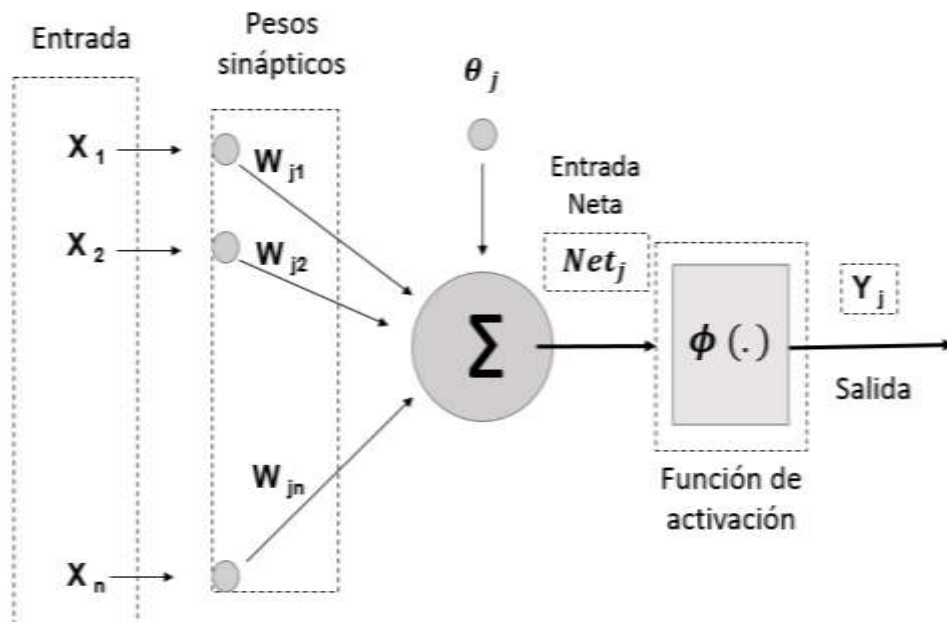 Entrada
Pesos
sinápticos
θ j
X 1
W j1
X 2
W j2
W jn
X n
Σ
Entrada
Neta
Net j
ϕ (.)
Función de
activación
Y j
Salida